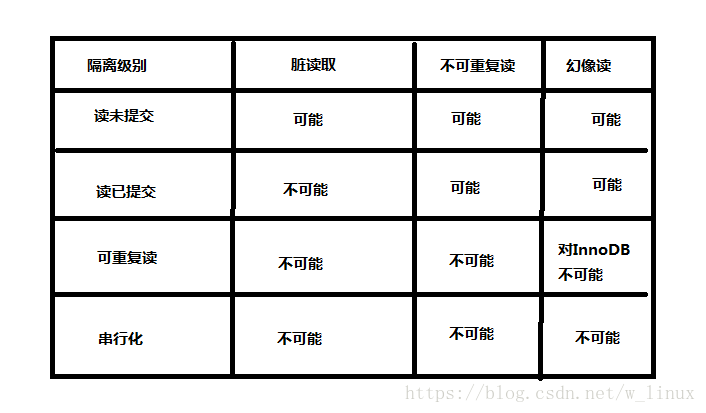 隔离级别 脏读取 不可重复读 幻像读
读未提交 可能 可能 可能
读已提交 不可能 可能 可能
可重复读 不可能 不可能 对InnoDB
不可能
串行化 不可能 不可能 不可能
https://blog.csdn.net/w_linux